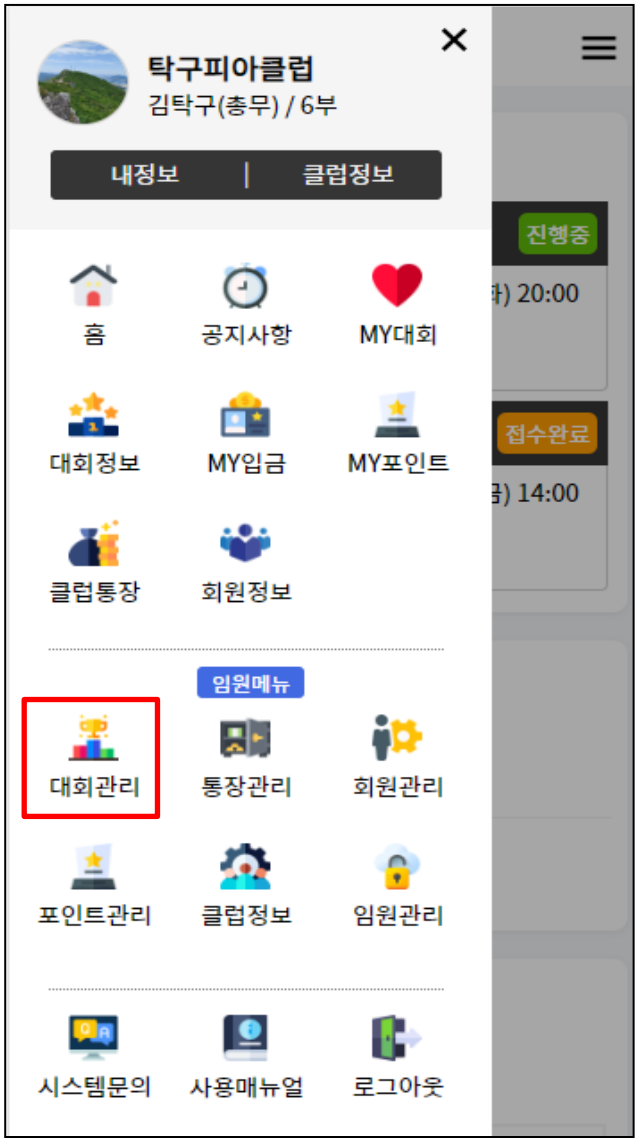 탁구피아클럽
김탁구(총무) / 6부
내정보 | 클럽정보
진행중
20:00
홈 공지사항 MY대회
접수완료
대회정보 MY입금 MY포인트
14:00
클럽통장 회원정보
임원메뉴
대회관리 통장관리 회원관리
포인트관리 클럽정보 임원관리
시스템문의 사용매뉴얼 로그아웃